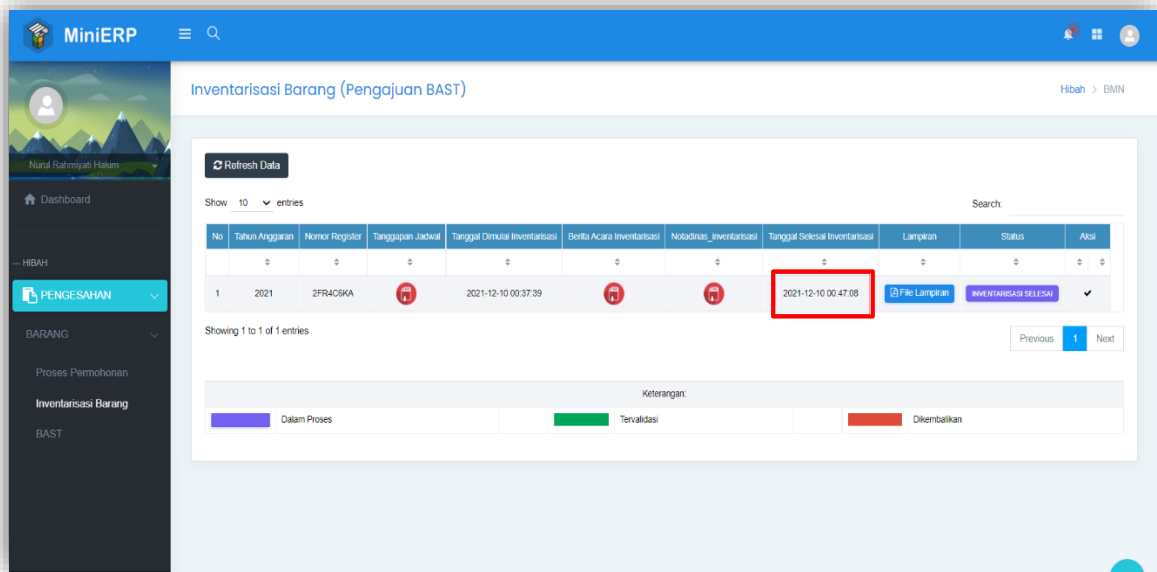 MiniERP
Inventarisasi Barang (Pengajuan BAST)
Hibah > BMN
Nurul Rahmiyati Hakim
Dashboard
Refresh Data
Show 10 entries
Search:
No Tahun Anggaran Nomor Register Tanggapan Jadwal Tanggal Dimulai Inventarisasi Berita Acara Inventarisasi Notadinas_inventarisasi Tanggal Selesai Inventarisasi Lampiran Status Aksi
--- HIBAH
PENGESAHAN
1 2021 2FR4C6KA 2021-12-10 00:37:39 2021-12-10 00:47:08 File Lampiran INVENTARISASI SELESAI
BARANG
Showing 1 to 1 of 1 entries
Previous 1 Next
Proses Permohonan
Keterangan:
Inventarisasi Barang
Dalam Proses Tervalidasi Dikembalikan
BAST